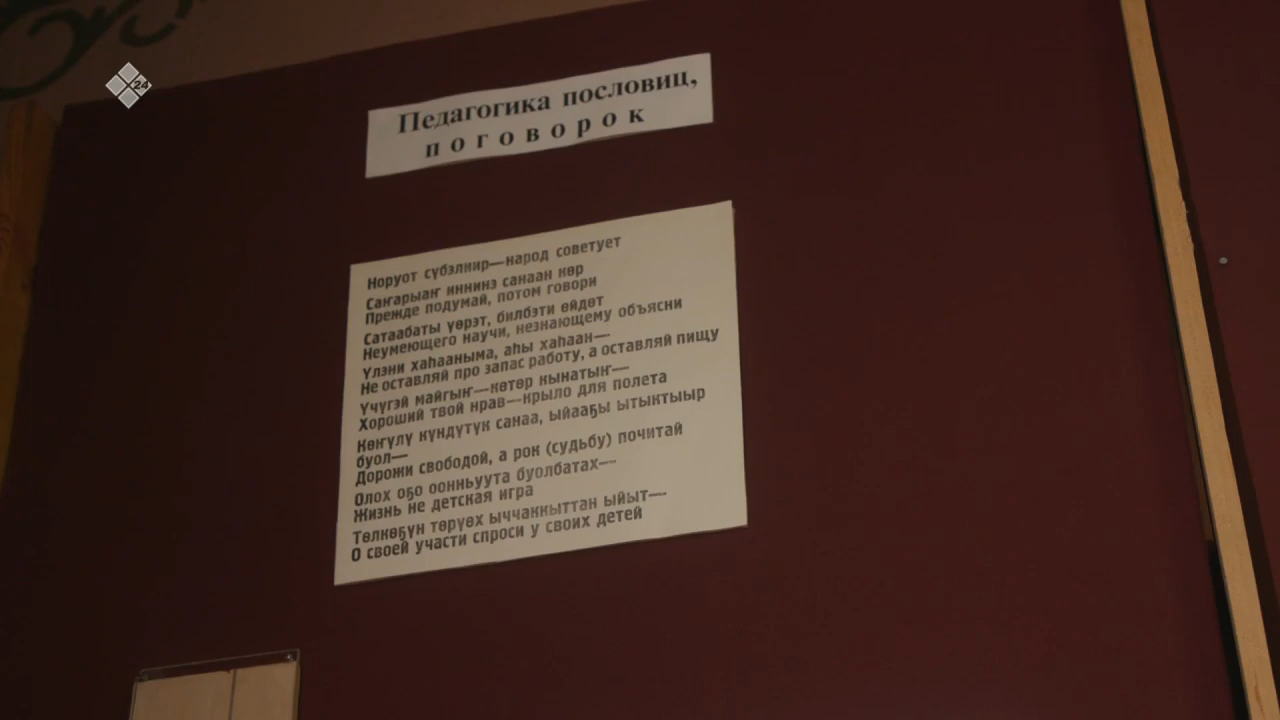 24
Педагогика пословиц,
поговорок
Норуот сүбэлиир—народ советует
Саҥарыаҥ иннинэ санаан көр
Прежде подумай, потом говори
Сатаабаты үөрэт, билбэти өйдөт
Неумеющего научи, незнающему объясни
Үлэни хаһааныма, аһы хаһаан—
Не оставляй про запас работу, а оставляй пищу
Үчүгэй майгыҥ—көтөр кынатыҥ—
Хороший твой нрав—крыло для полета
Көҥүлү күндүтүк санаа, ыйааҕы ытыктыыр
буол—
Дорожи свободой, а рок (судьбу) почитай
Олох оҕо оонньуута буолбатах—
Жизнь не детская игра
Төлкөҕүн төрүөх ыччаккыттан ыйыт—
О своей участи спроси у своих детей